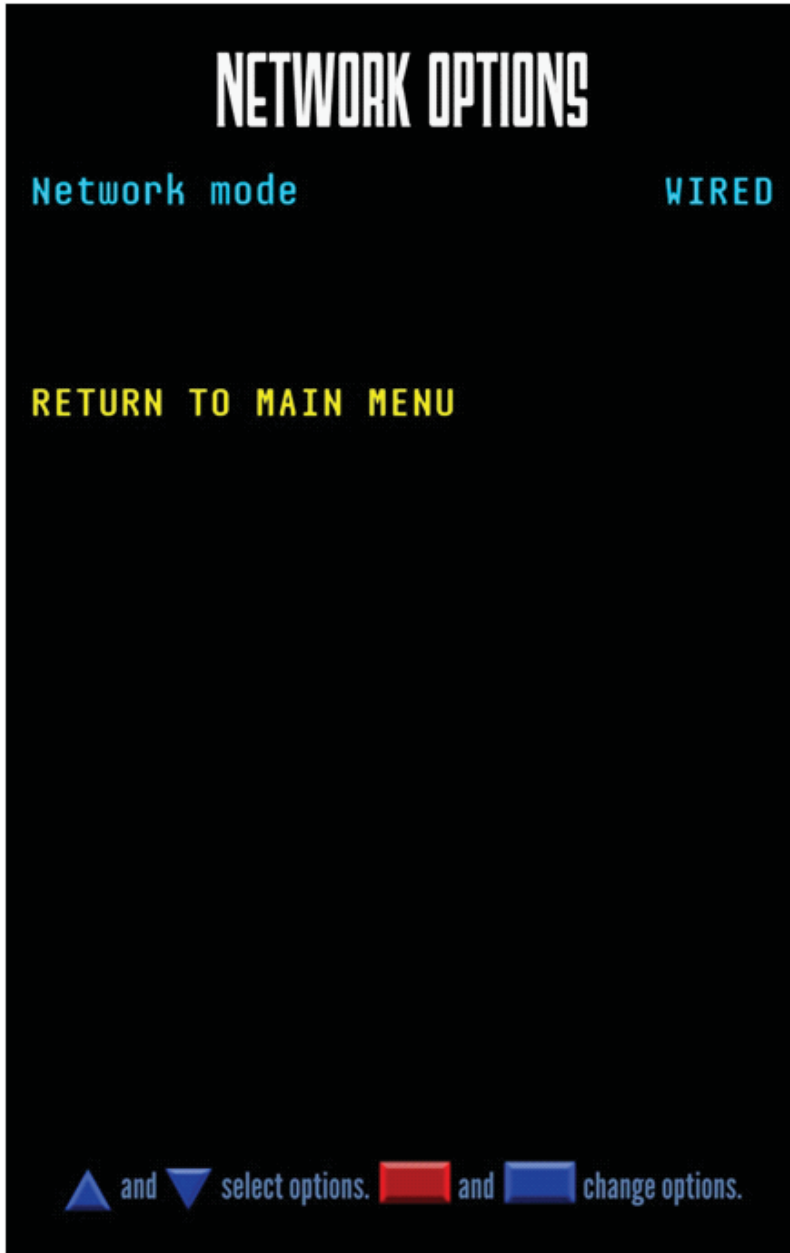 NETWORK OPTIONS
Network mode WIRED
RETURN TO MAIN MENU
and select options. and change options.